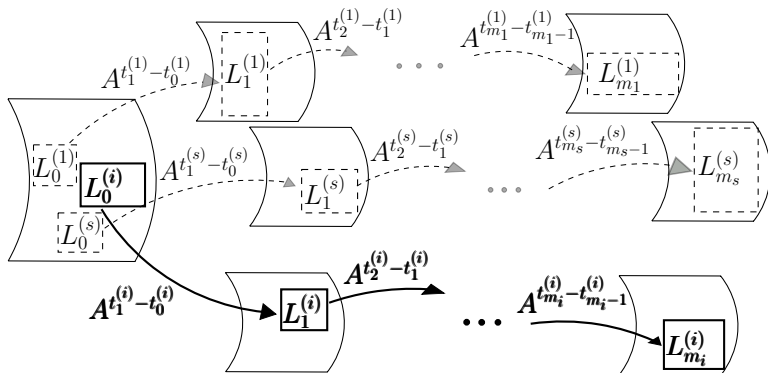 A^{t_1^{(1)}-t_0^{(1)}} L_1^{(1)} A^{t_2^{(1)}-t_1^{(1)}} ... A^{t_{m_1}^{(1)}-t_{m_1-1}^{(1)}} L_{m_1}^{(1)}
L_0^{(1)} L_0^{(i)} L_0^{(s)} A^{t_1^{(s)}-t_0^{(s)}} L_1^{(s)} A^{t_2^{(s)}-t_1^{(s)}} ... A^{t_{m_s}^{(s)}-t_{m_s-1}^{(s)}} L_{m_s}^{(s)}
A^{t_1^{(i)}-t_0^{(i)}} L_1^{(i)} A^{t_2^{(i)}-t_1^{(i)}} ... A^{t_{m_i}^{(i)}-t_{m_i-1}^{(i)}} L_{m_i}^{(i)}